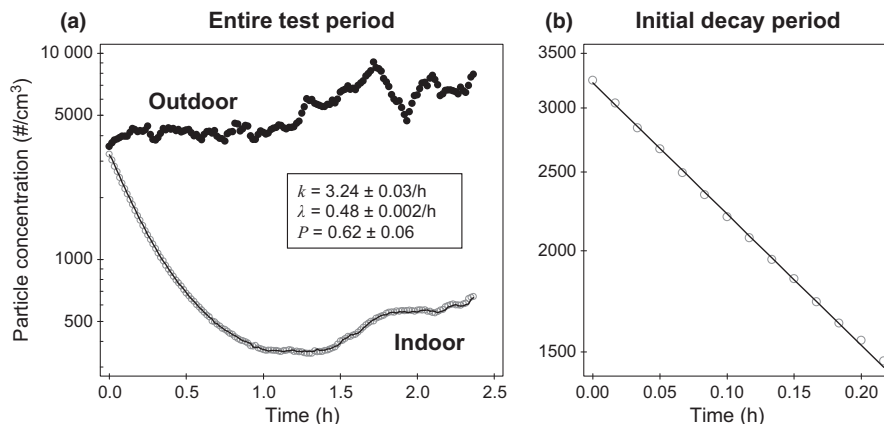 (a)
Entire test period
Particle concentration (#/cm³)
10 000
5000
1000
500
Outdoor
k = 3.24 ± 0.03/h
λ = 0.48 ± 0.002/h
P = 0.62 ± 0.06
Indoor
0.0 0.5 1.0 1.5 2.0 2.5
Time (h)
(b)
Initial decay period
3500
3000
2500
2000
1500
0.00 0.05 0.10 0.15 0.20
Time (h)